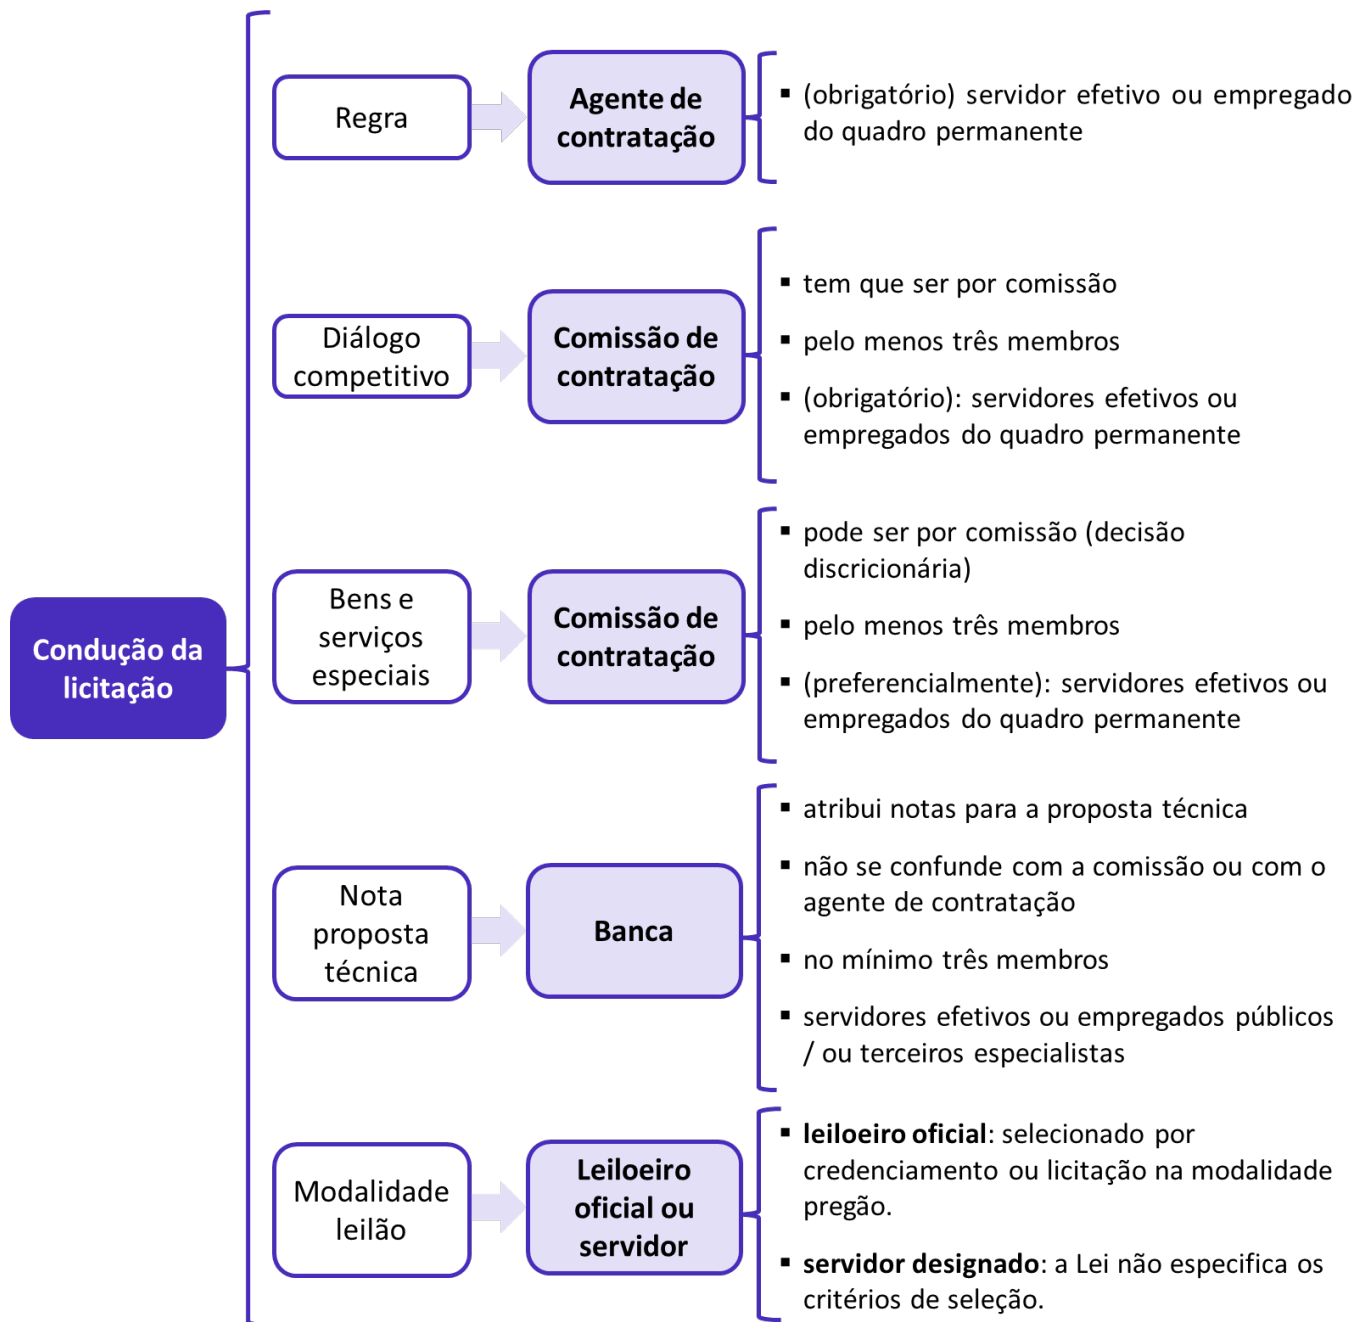 Condução da
licitação
Regra
Agente de
contratação
▪ (obrigatório) servidor efetivo ou empregado
do quadro permanente
Diálogo
competitivo
Comissão de
contratação
▪ tem que ser por comissão
▪ pelo menos três membros
▪ (obrigatório): servidores efetivos ou
empregados do quadro permanente
Bens e
serviços
especiais
Comissão de
contratação
▪ pode ser por comissão (decisão
discricionária)
▪ pelo menos três membros
▪ (preferencialmente): servidores efetivos ou
empregados do quadro permanente
Nota
proposta
técnica
Banca
▪ atribui notas para a proposta técnica
▪ não se confunde com a comissão ou com o
agente de contratação
▪ no mínimo três membros
▪ servidores efetivos ou empregados públicos
/ ou terceiros especialistas
Modalidade
leilão
Leiloeiro
oficial ou
servidor
▪ leiloeiro oficial: selecionado por
credenciamento ou licitação na modalidade
pregão.
▪ servidor designado: a Lei não especifica os
critérios de seleção.